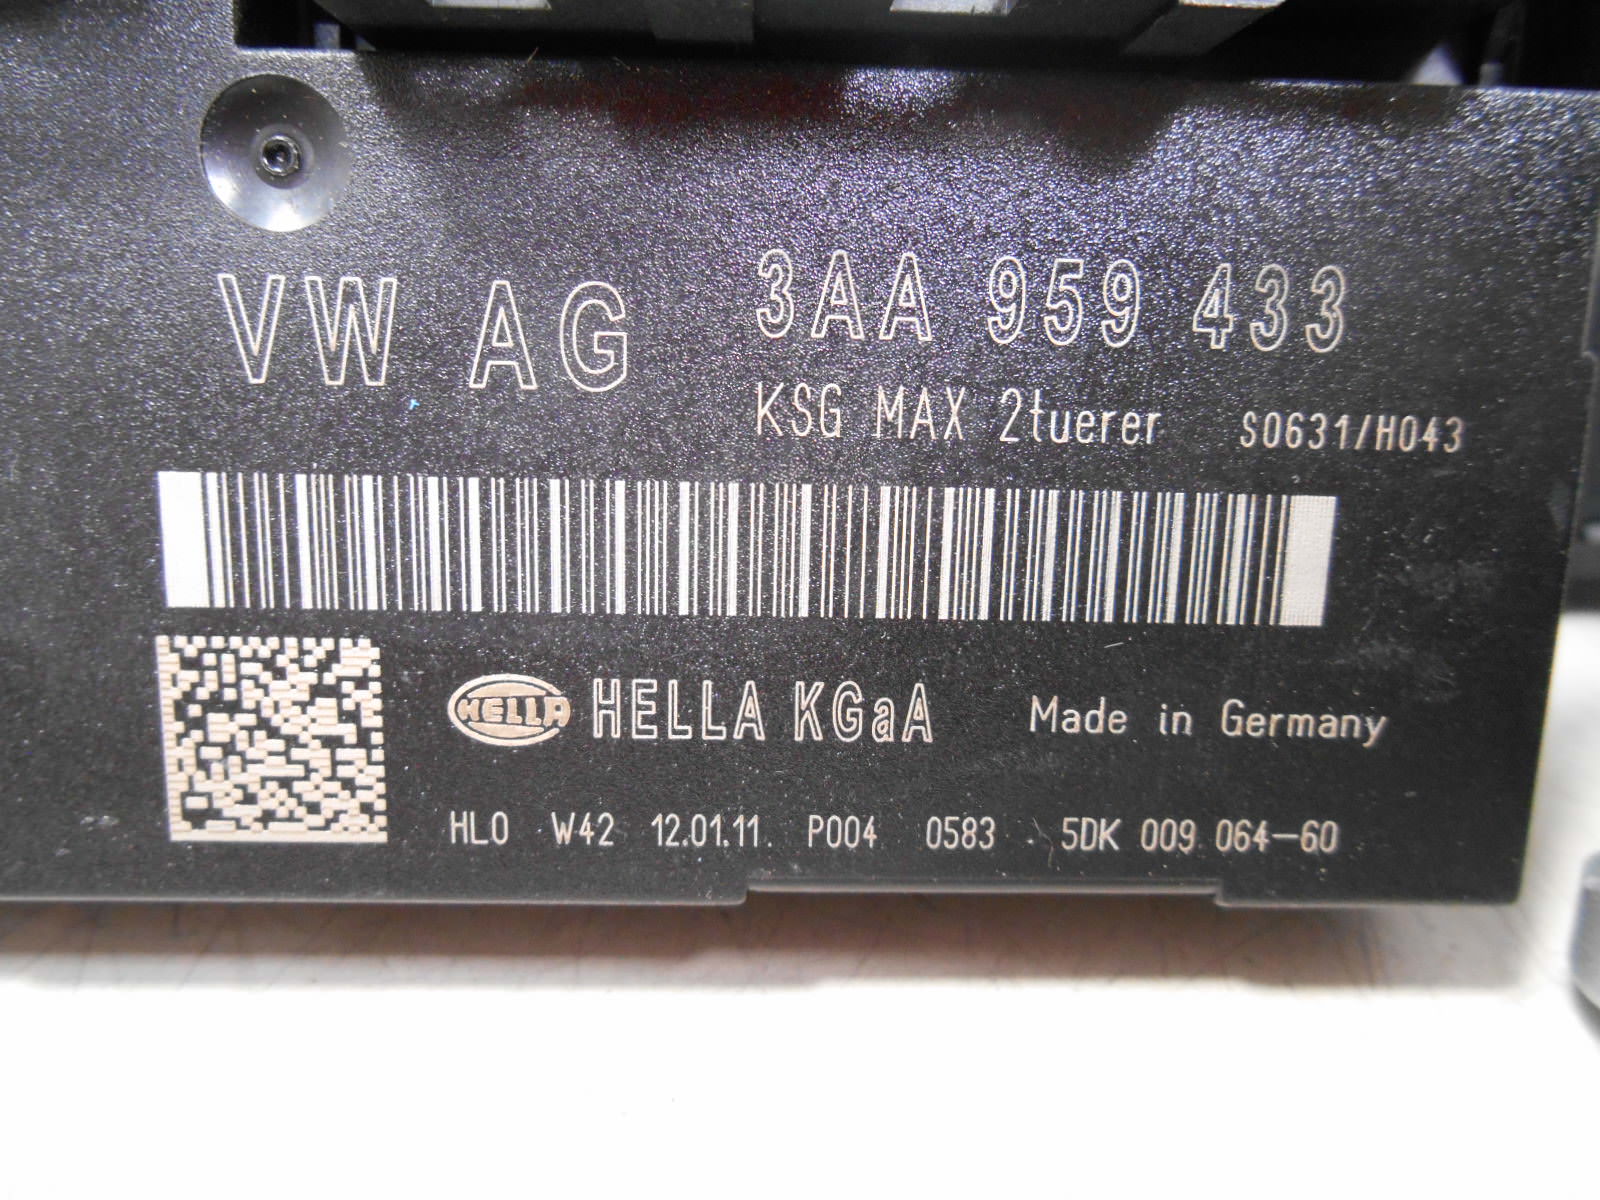 VW AG 3AA 959 433
KSG MAX 2tuerer S0631/H043
HELLA HELLA KGaA Made in Germany
HLO W42 12.01.11. P004 0583 5DK 009 064-60